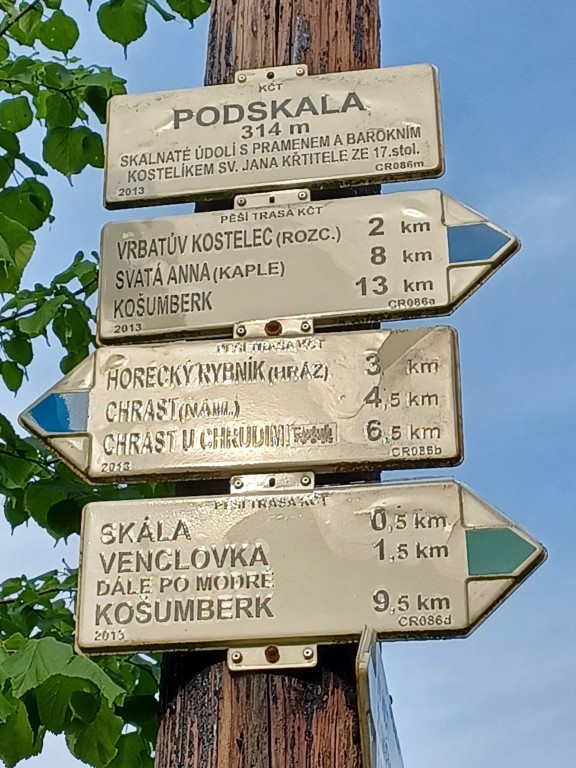 KČT
PODSKALA
314 m
SKALNATÉ ÚDOLÍ S PRAMENEM A BAROKNÍM
KOSTELÍKEM SV. JANA KŘTITELE ZE 17.stol.
2013 CR086m
PĚŠÍ TRASA KČT
VRBATŮV KOSTELEC (ROZC.) 2 km
SVATÁ ANNA (KAPLE) 8 km
KOŠUMBERK 13 km
2013 CR086a
PĚŠÍ TRASA KČT
HORECKÝ RYBNÍK (HRÁZ) 3 km
CHRAST (NÁM.) 4,5 km
CHRAST U CHRUDIMI 6,5 km
2013 CR086b
PĚŠÍ TRASA KČT
SKÁLA 0,5 km
VENCLOVKA 1,5 km
DÁLE PO MODRÉ
KOŠUMBERK 9,5 km
2013 CR086d